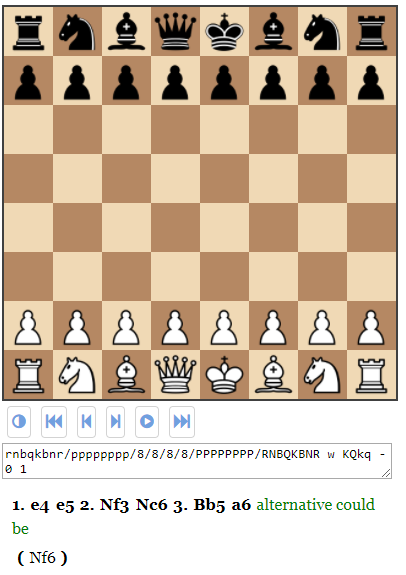 rnbqkbnr/pppppppp/8/8/8/8/PPPPPPPP/RNBQKBNR w KQkq -
0 1
1. e4 e5 2. Nf3 Nc6 3. Bb5 a6 alternative could
be
( Nf6 )